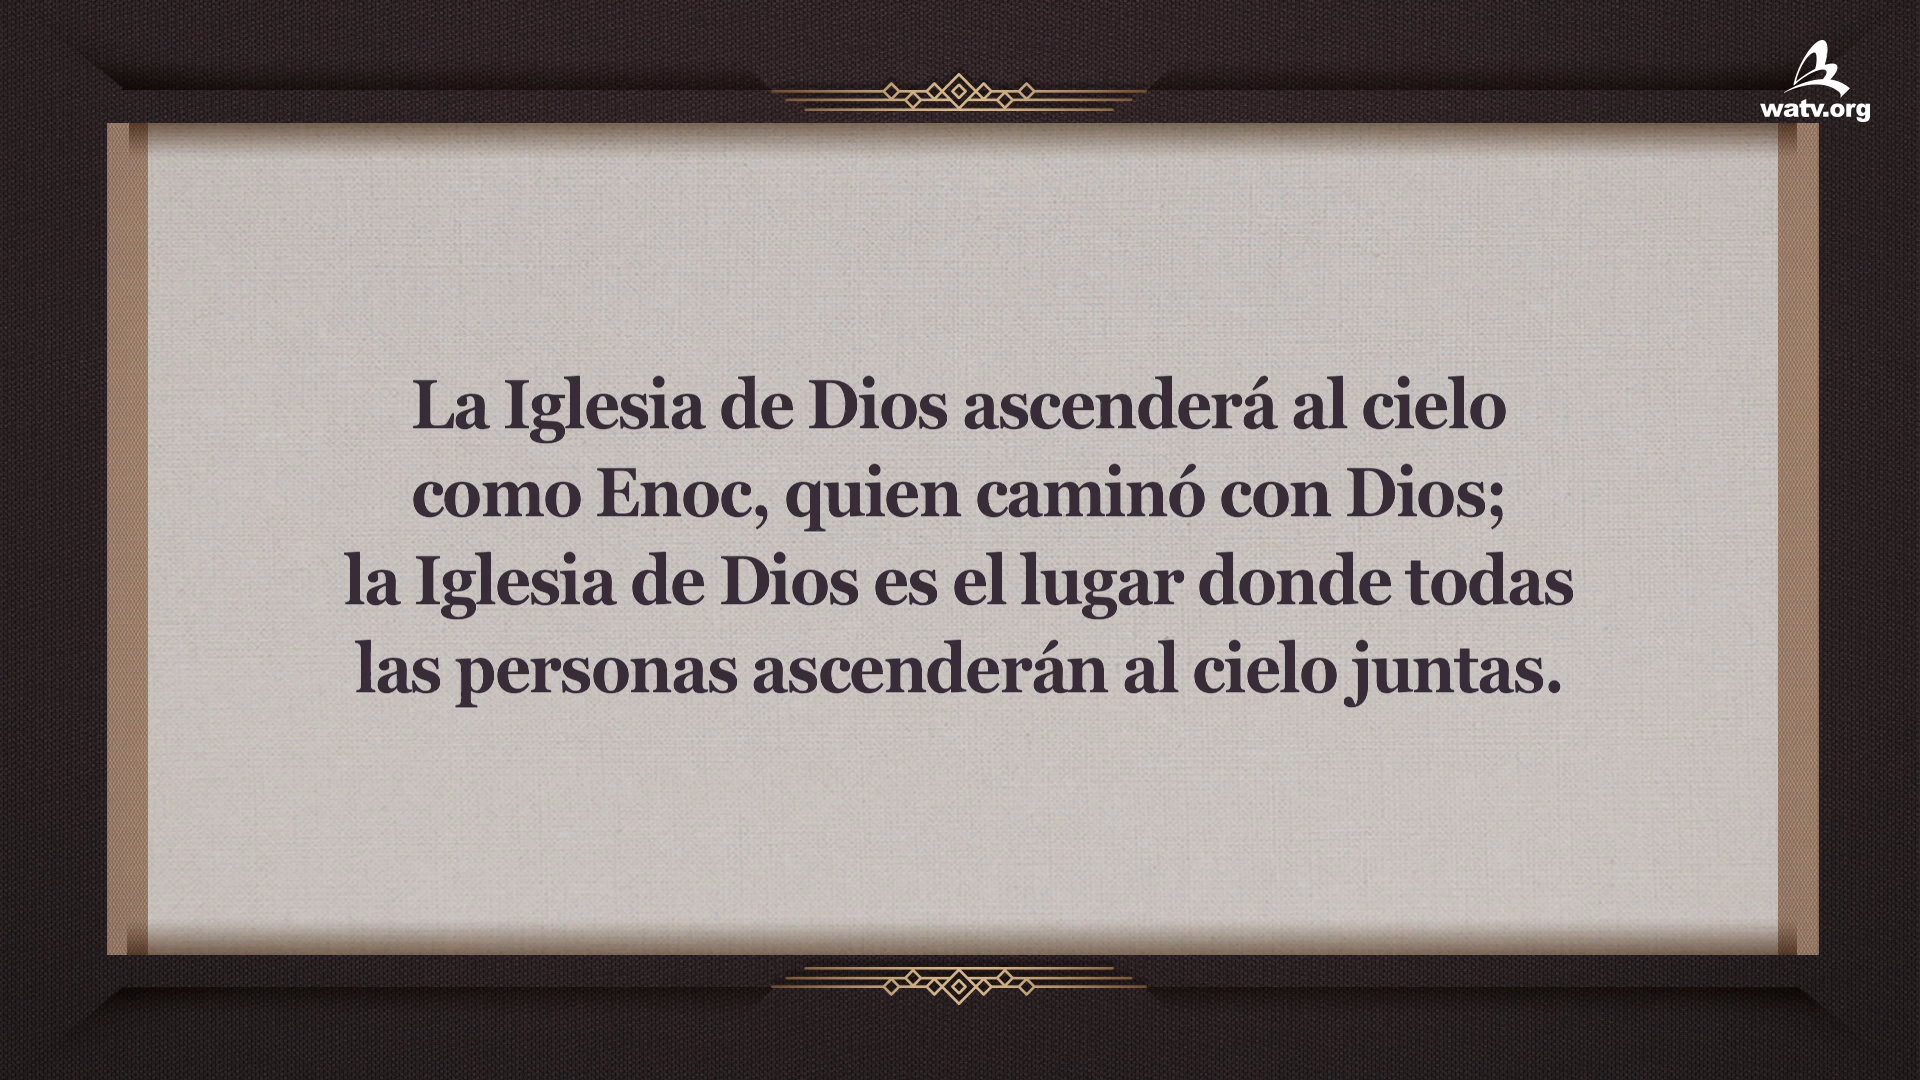 watv.org
La Iglesia de Dios ascenderá al cielo
como Enoc, quien caminó con Dios;
la Iglesia de Dios es el lugar donde todas
las personas ascenderán al cielo juntas.